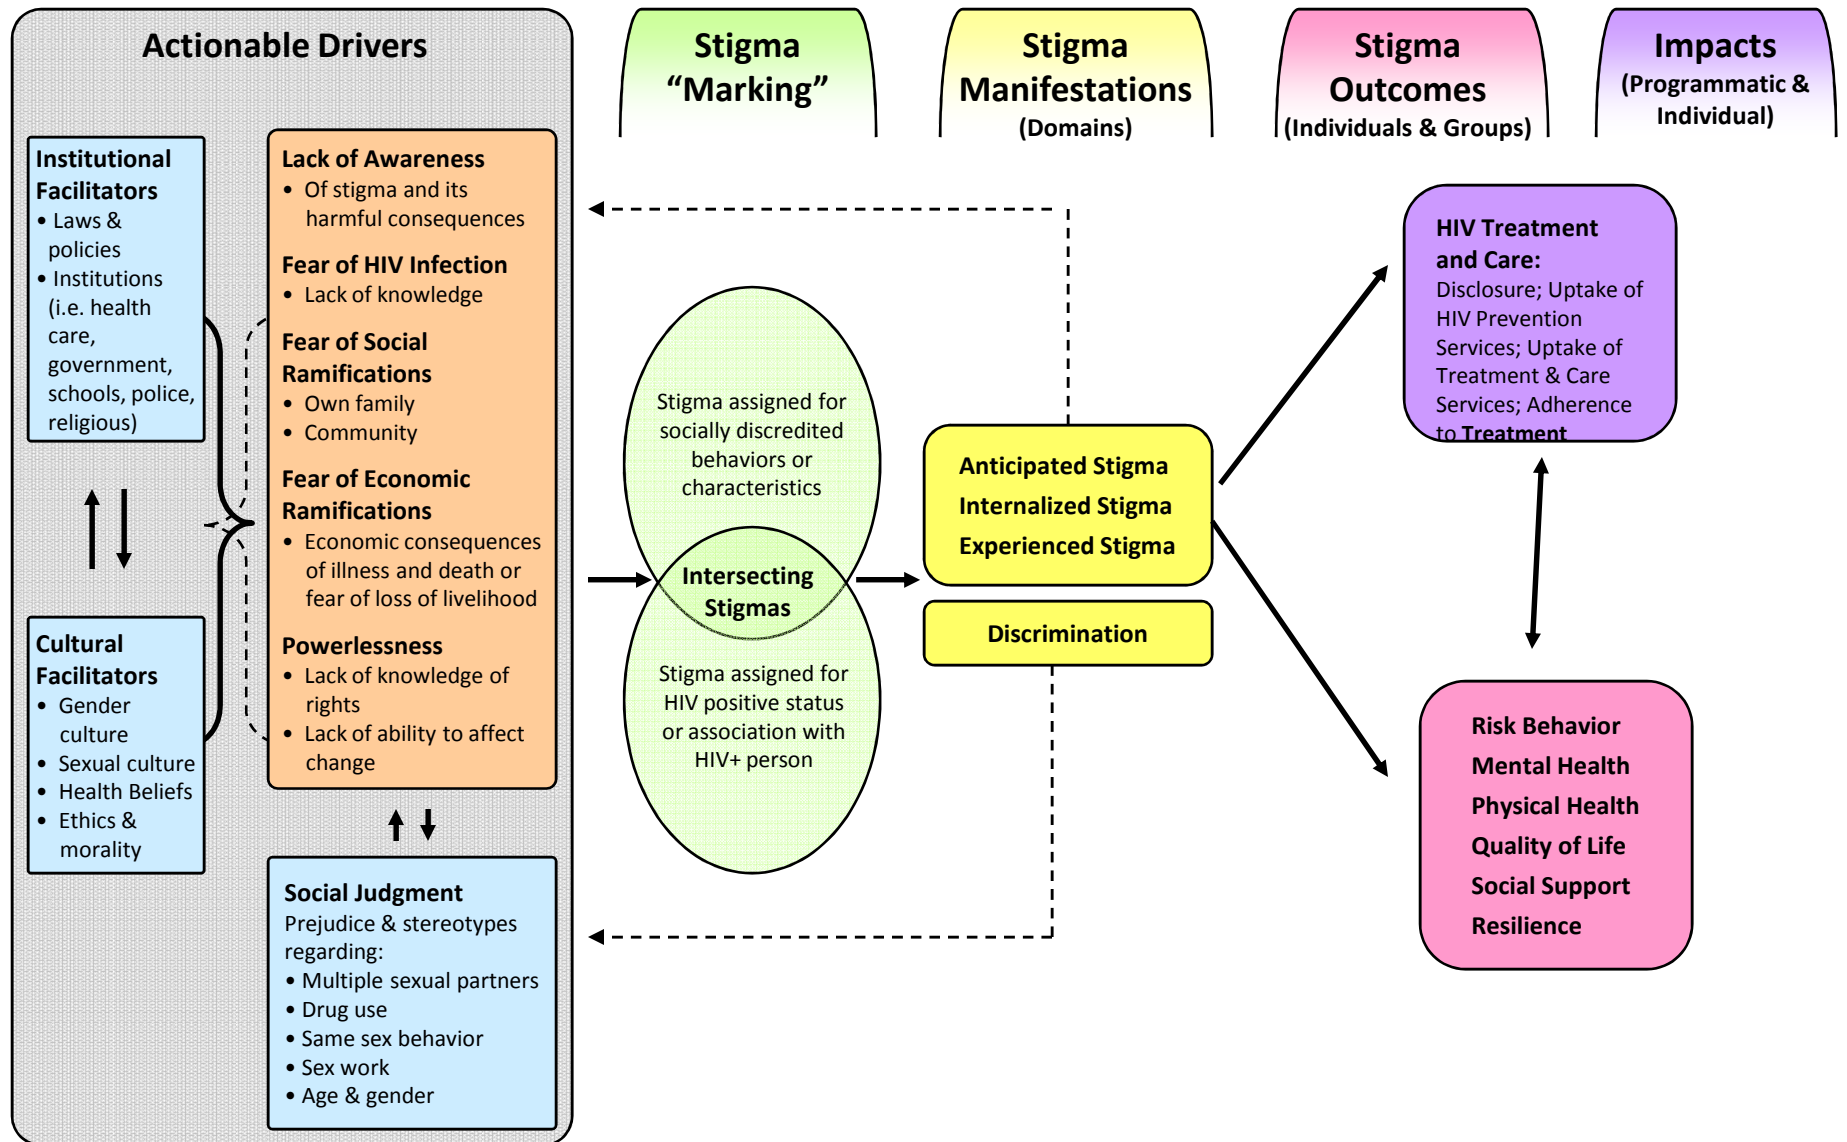 Actionable Drivers
Institutional
Facilitators
• Laws &
policies
• Institutions
(i.e. health
care,
government,
schools, police,
religious)
Cultural
Facilitators
• Gender
culture
• Sexual culture
• Health Beliefs
• Ethics &
morality
Lack of Awareness
• Of stigma and its
harmful consequences
Fear of HIV Infection
• Lack of knowledge
Fear of Social
Ramifications
• Own family
• Community
Fear of Economic
Ramifications
• Economic consequences
of illness and death or
fear of loss of livelihood
Powerlessness
• Lack of knowledge of
rights
• Lack of ability to affect
change
Social Judgment
Prejudice & stereotypes
regarding:
• Multiple sexual partners
• Drug use
• Same sex behavior
• Sex work
• Age & gender
Stigma
“Marking”
Stigma assigned for
socially discredited
behaviors or
characteristics
Intersecting
Stigmas
Stigma assigned for
HIV positive status
or association with
HIV+ person
Stigma
Manifestations
(Domains)
Anticipated Stigma
Internalized Stigma
Experienced Stigma
Discrimination
Stigma
Outcomes
(Individuals & Groups)
Impacts
(Programmatic &
Individual)
HIV Treatment
and Care:
Disclosure; Uptake of
HIV Prevention
Services; Uptake of
Treatment & Care
Services; Adherence
to Treatment
Risk Behavior
Mental Health
Physical Health
Quality of Life
Social Support
Resilience